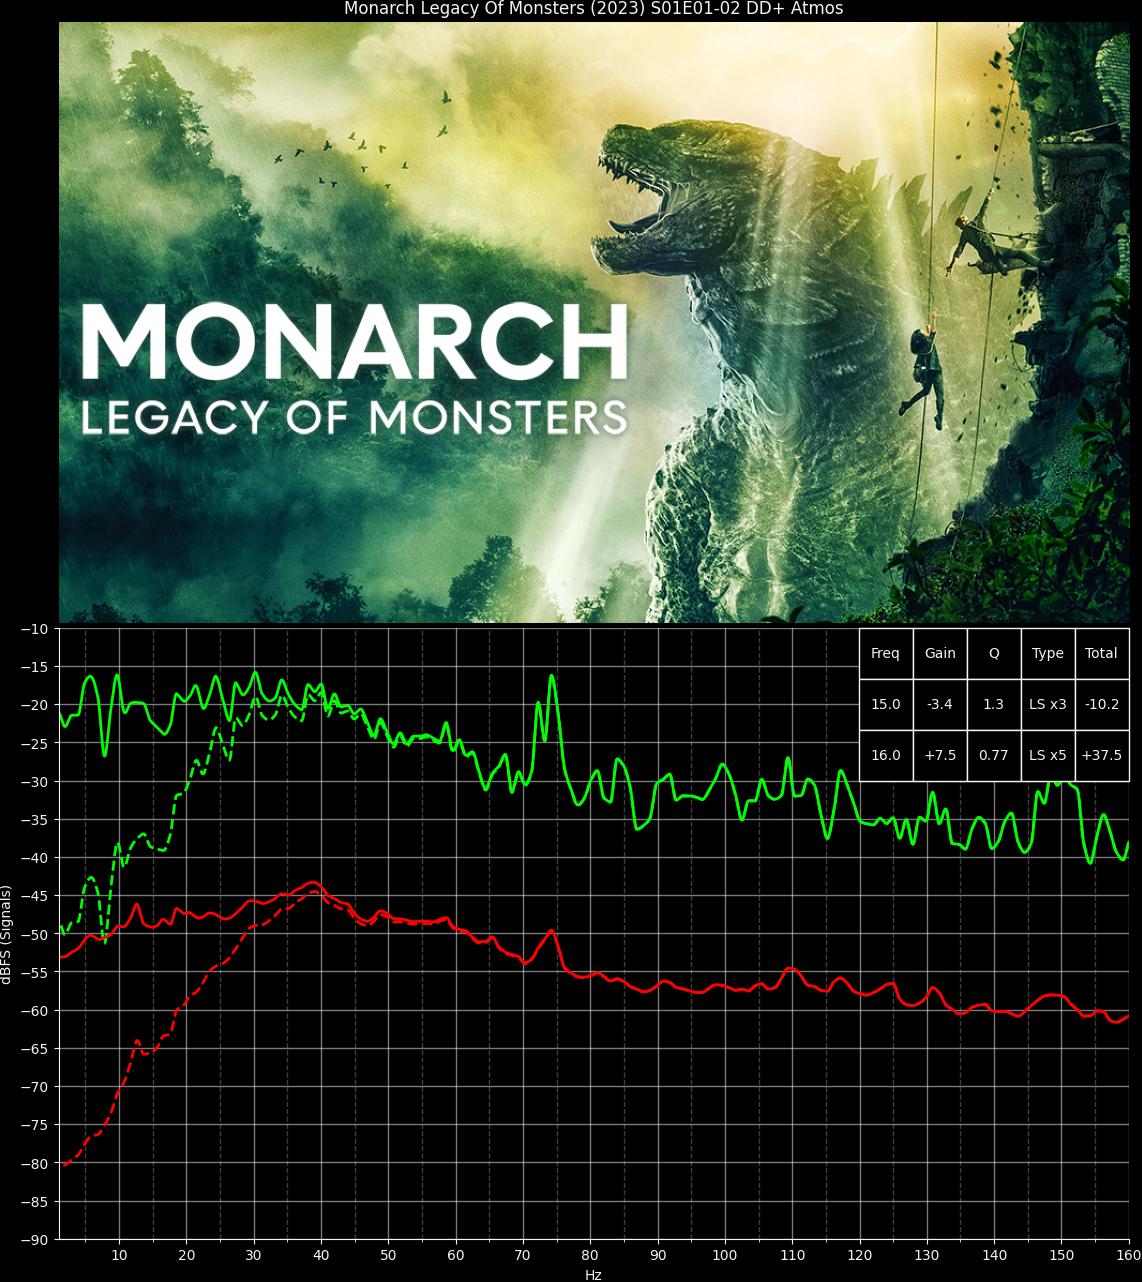 Monarch Legacy Of Monsters (2023) S01E01-02 DD+ Atmos
MONARCH
LEGACY OF MONSTERS
Freq Gain Q Type Total
15.0 -3.4 1.3 LS x3 -10.2
16.0 +7.5 0.77 LS x5 +37.5
−10
−15
−20
−25
−30
−35
−40
−45
−50
−55
−60
−65
−70
−75
−80
−85
−90
dBFS (Signals)
10 20 30 40 50 60 70 80 90 100 110 120 130 140 150 160
Hz